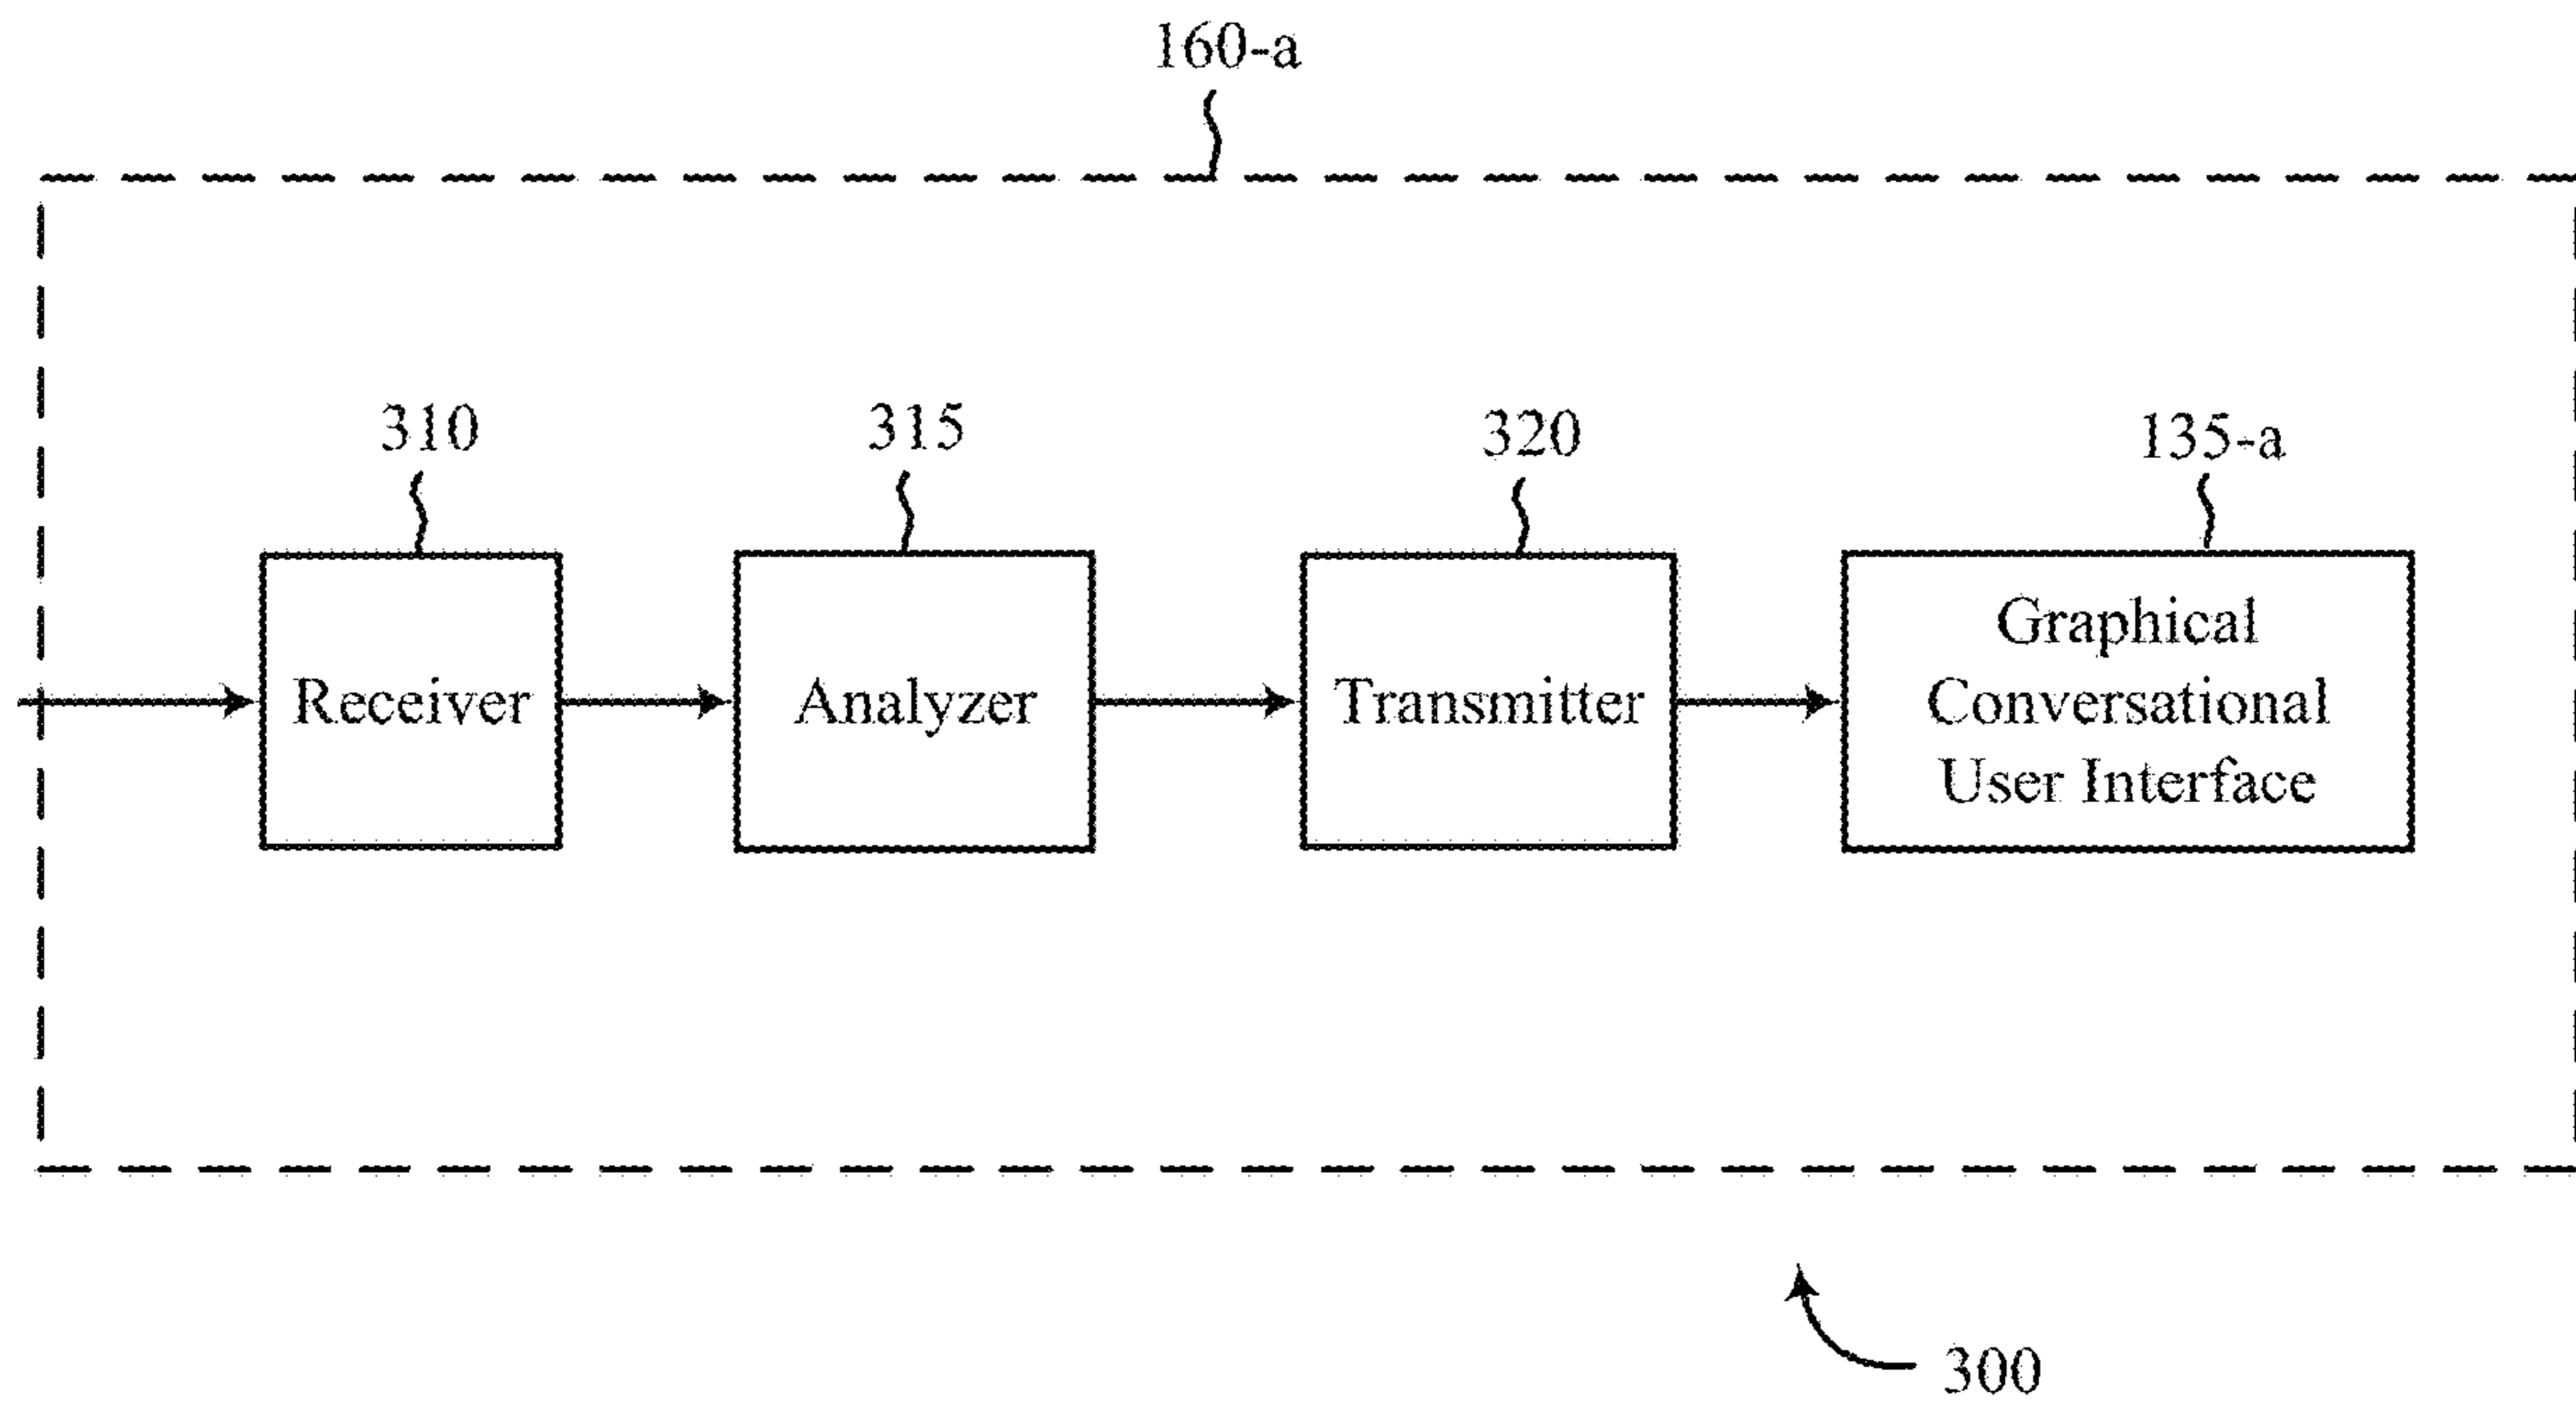 160-a
310
315
320
135-a
Receiver
Analyzer
Transmitter
Graphical
Conversational
User Interface
300